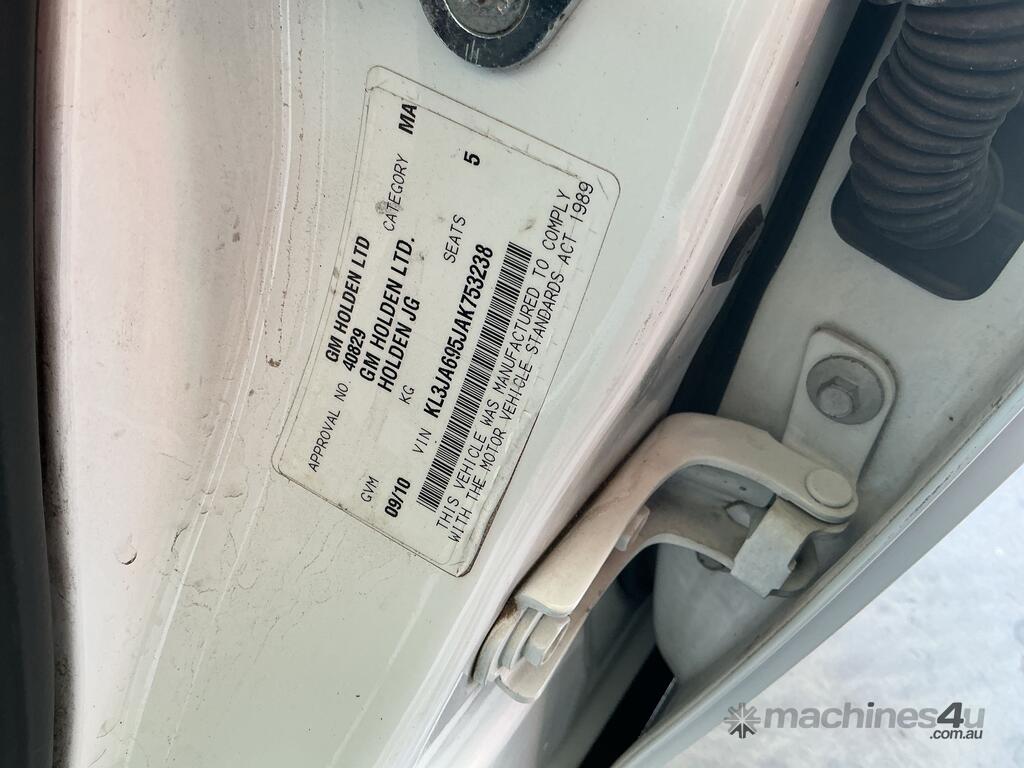 GM HOLDEN LTD
APPROVAL NO. 40829 CATEGORY MA
GM HOLDEN LTD.
HOLDEN JG
GVM KG SEATS 5
09/10 VIN KL3JA695JAK753238
THIS VEHICLE WAS MANUFACTURED TO COMPLY
WITH THE MOTOR VEHICLE STANDARDS ACT 1989
machines4u
.com.au